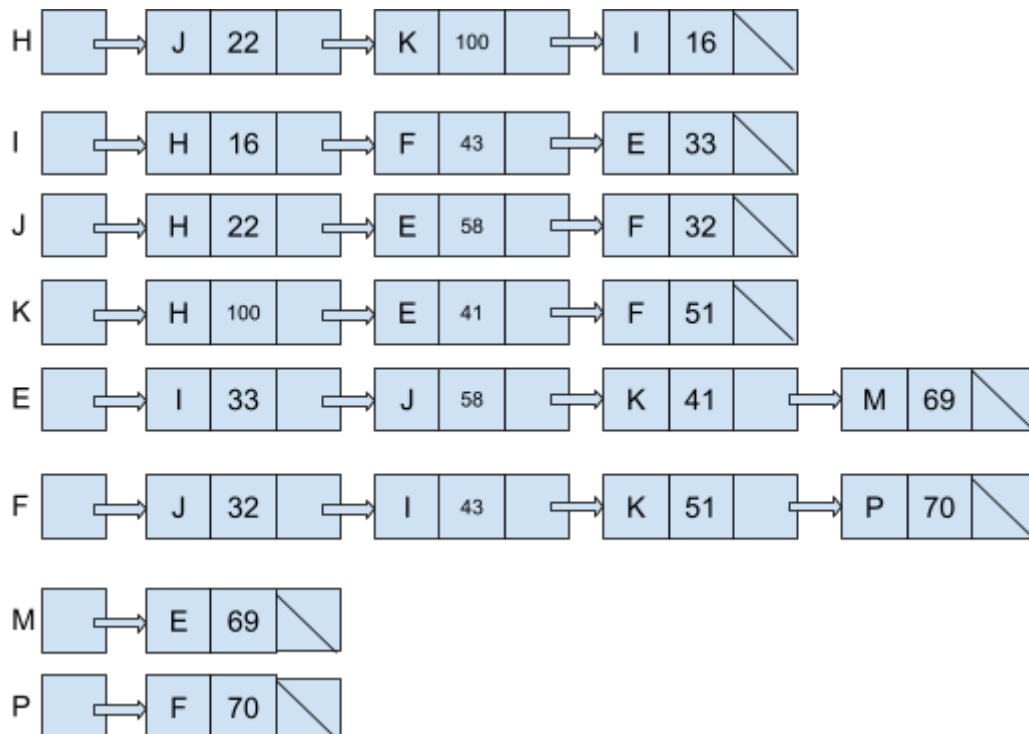 H J 22 K 100 I 16
I H 16 F 43 E 33
J H 22 E 58 F 32
K H 100 E 41 F 51
E I 33 J 58 K 41 M 69
F J 32 I 43 K 51 P 70
M E 69
P F 70